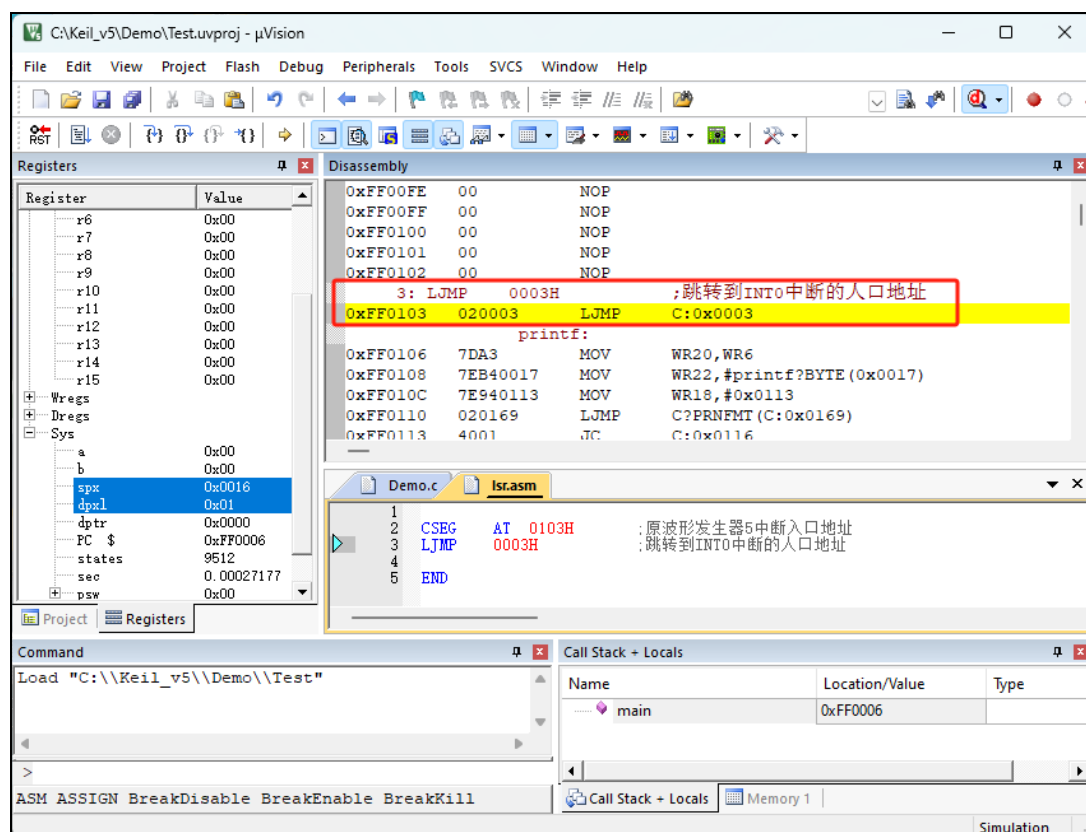 C:\Keil_v5\Demo\Test.uvproj - µVision
File Edit View Project Flash Debug Peripherals Tools SVCS Window Help
RST
Registers
Register Value
r6 0x00
r7 0x00
r8 0x00
r9 0x00
r10 0x00
r11 0x00
r12 0x00
r13 0x00
r14 0x00
r15 0x00
Wregs
Dregs
Sys
a 0x00
b 0x00
spx 0x0016
dpxl 0x01
dptr 0x0000
PC $ 0xFF0006
states 9512
sec 0.00027177
psw 0x00
Project Registers
Disassembly
0xFF00FE 00 NOP
0xFF00FF 00 NOP
0xFF0100 00 NOP
0xFF0101 00 NOP
0xFF0102 00 NOP
3: LJMP 0003H ;跳转到INT0中断的人口地址
0xFF0103 020003 LJMP C:0x0003
printf:
0xFF0106 7DA3 MOV WR20,WR6
0xFF0108 7EB40017 MOV WR22,#printf?BYTE(0x0017)
0xFF010C 7E940113 MOV WR18,#0x0113
0xFF0110 020169 LJMP C?PRNFMT(C:0x0169)
0xFF0113 4001 JC C:0x0116
Demo.c Isr.asm
1
2 CSEG AT 0103H ;原波形发生器5中断入口地址
3 LJMP 0003H ;跳转到INT0中断的人口地址
4
5 END
Command
Load "C:\\Keil_v5\\Demo\\Test"
>
ASM ASSIGN BreakDisable BreakEnable BreakKill
Call Stack + Locals
Name Location/Value Type
main 0xFF0006
Call Stack + Locals Memory 1
Simulation